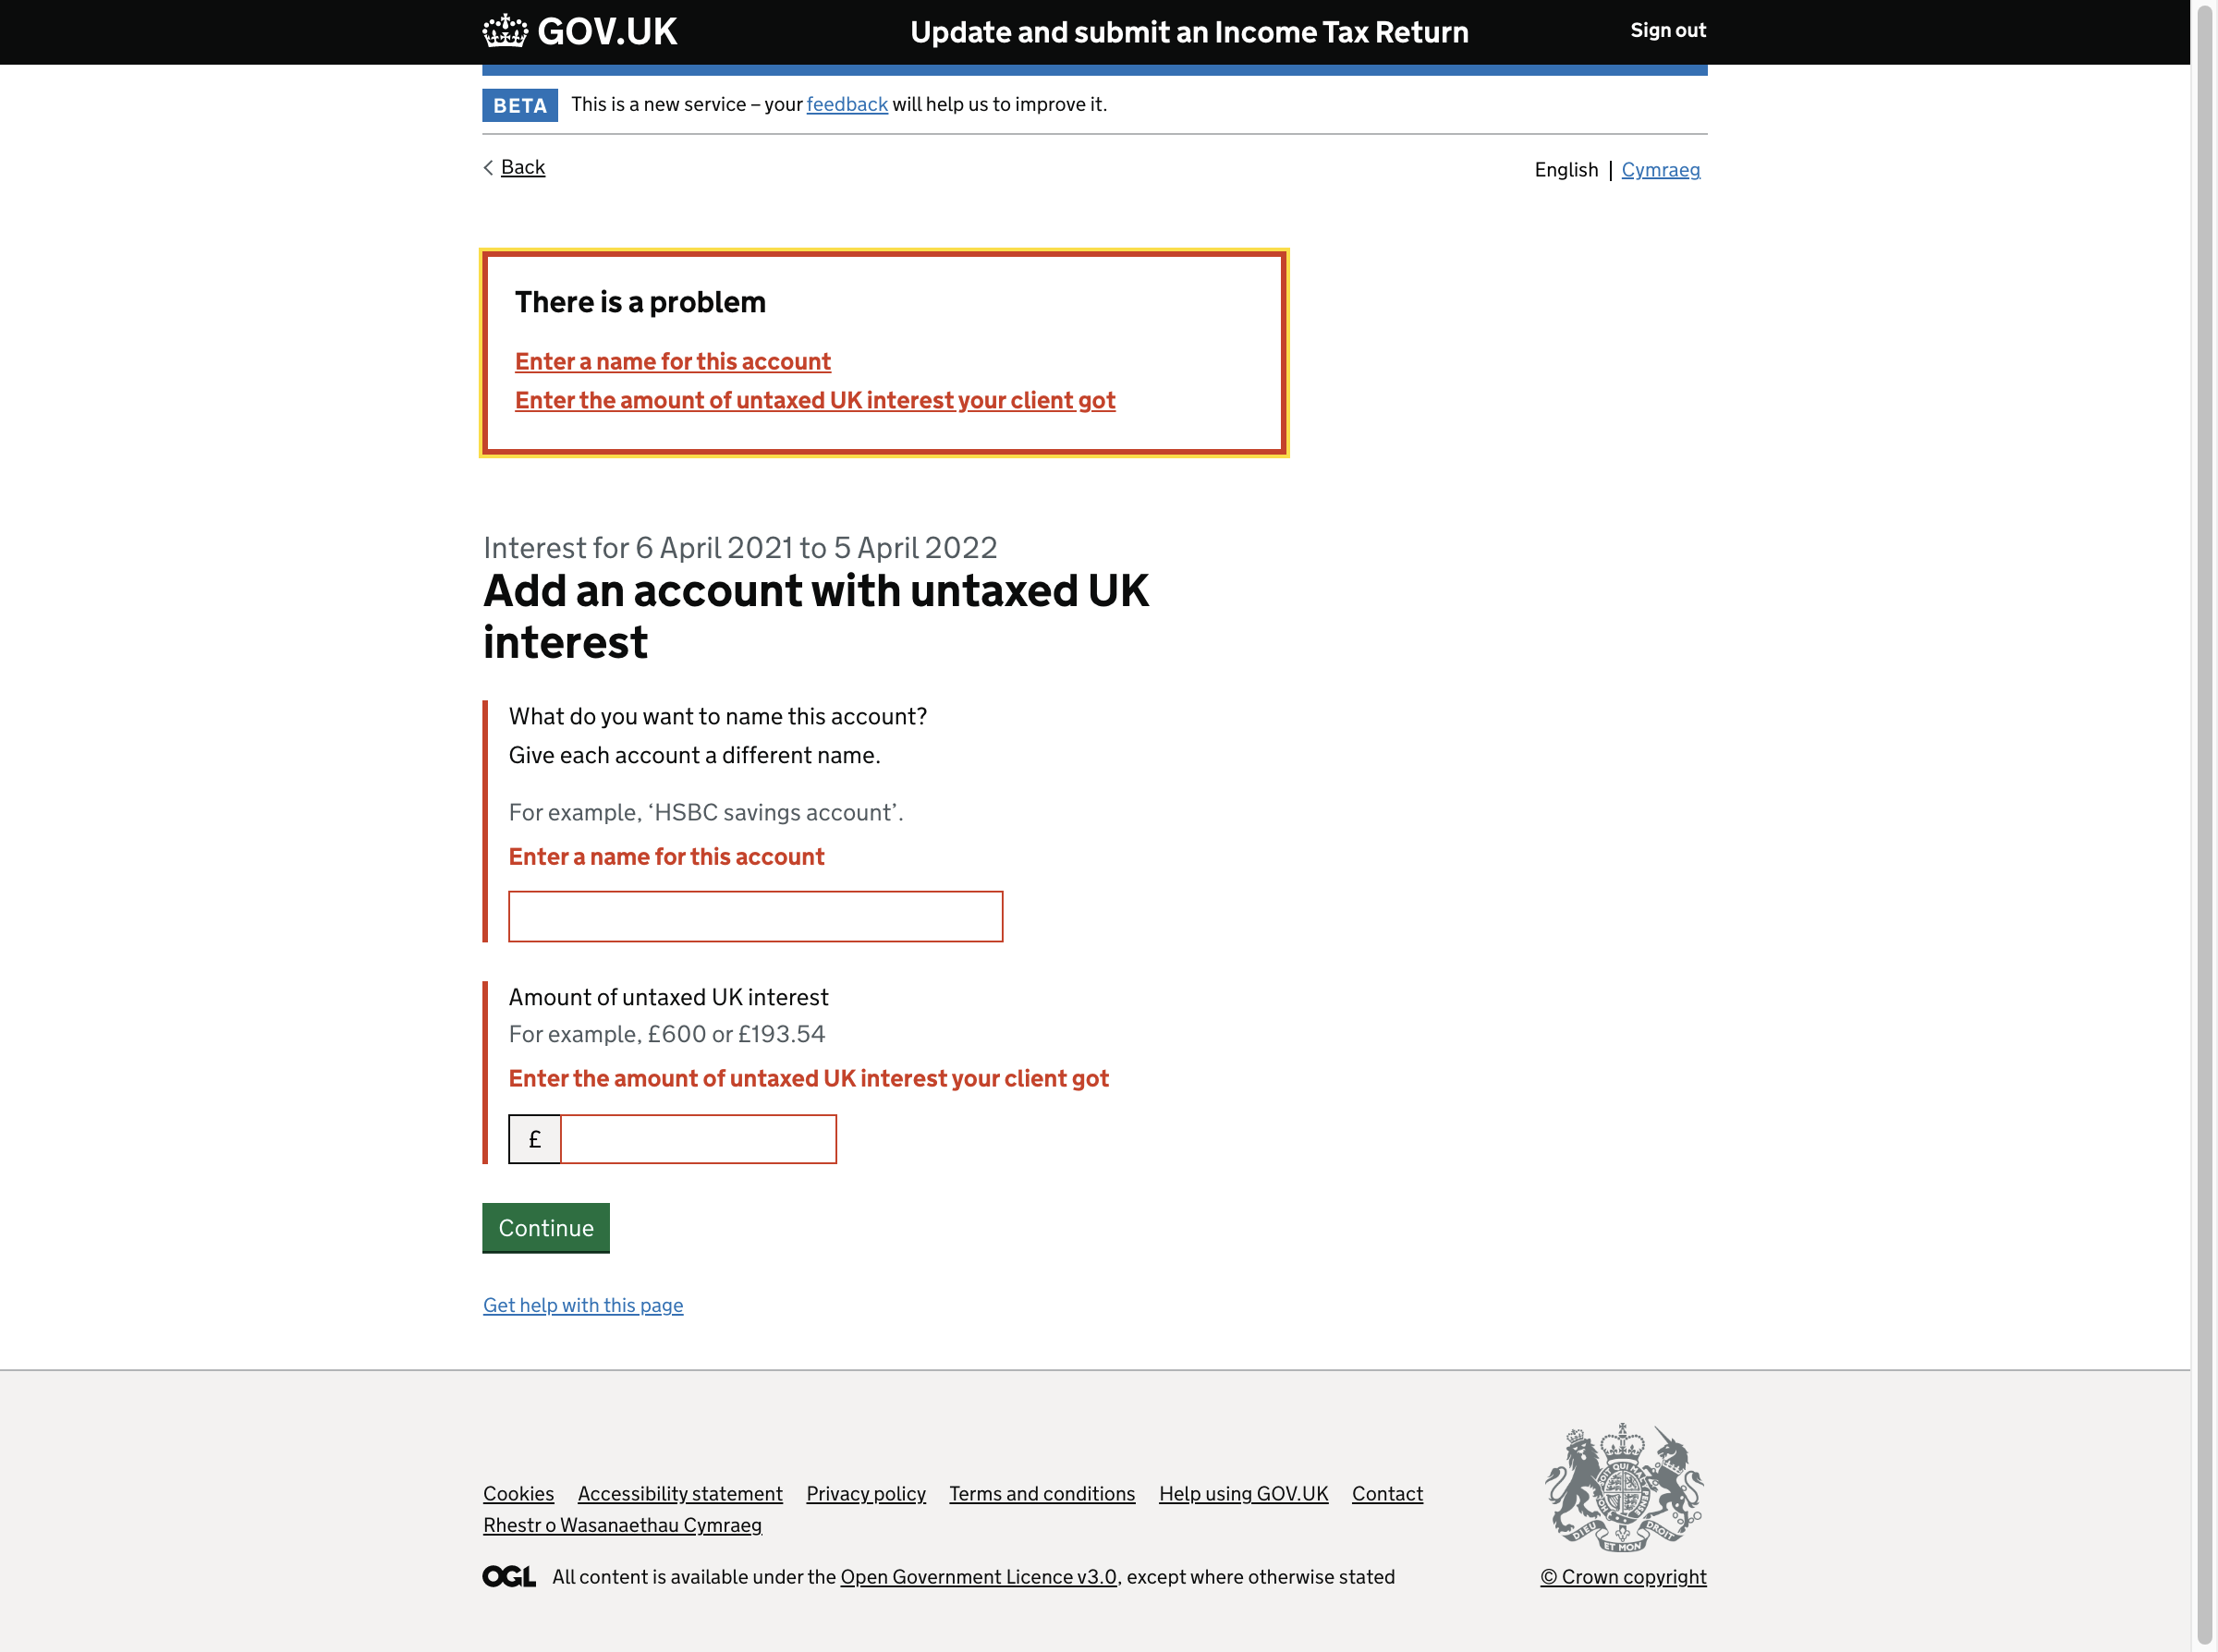 GOV.UK Update and submit an Income Tax Return Sign out
BETA This is a new service – your feedback will help us to improve it.
Back English | Cymraeg
There is a problem
Enter a name for this account
Enter the amount of untaxed UK interest your client got
Interest for 6 April 2021 to 5 April 2022
Add an account with untaxed UK
interest
What do you want to name this account?
Give each account a different name.
For example, ‘HSBC savings account’.
Enter a name for this account
Amount of untaxed UK interest
For example, £600 or £193.54
Enter the amount of untaxed UK interest your client got
£
Continue
Get help with this page
Cookies Accessibility statement Privacy policy Terms and conditions Help using GOV.UK Contact
Rhestr o Wasanaethau Cymraeg
DIEU ET MON DROIT
OGL All content is available under the Open Government Licence v3.0, except where otherwise stated
© Crown copyright